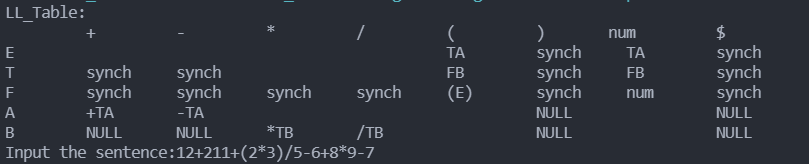 LL_Table:
+ - * / ( ) num $
E TA synch TA synch
T synch synch FB synch FB synch
F synch synch synch synch (E) synch num synch
A +TA -TA NULL NULL
B NULL NULL *TB /TB NULL NULL
Input the sentence:12+211+(2*3)/5-6+8*9-7